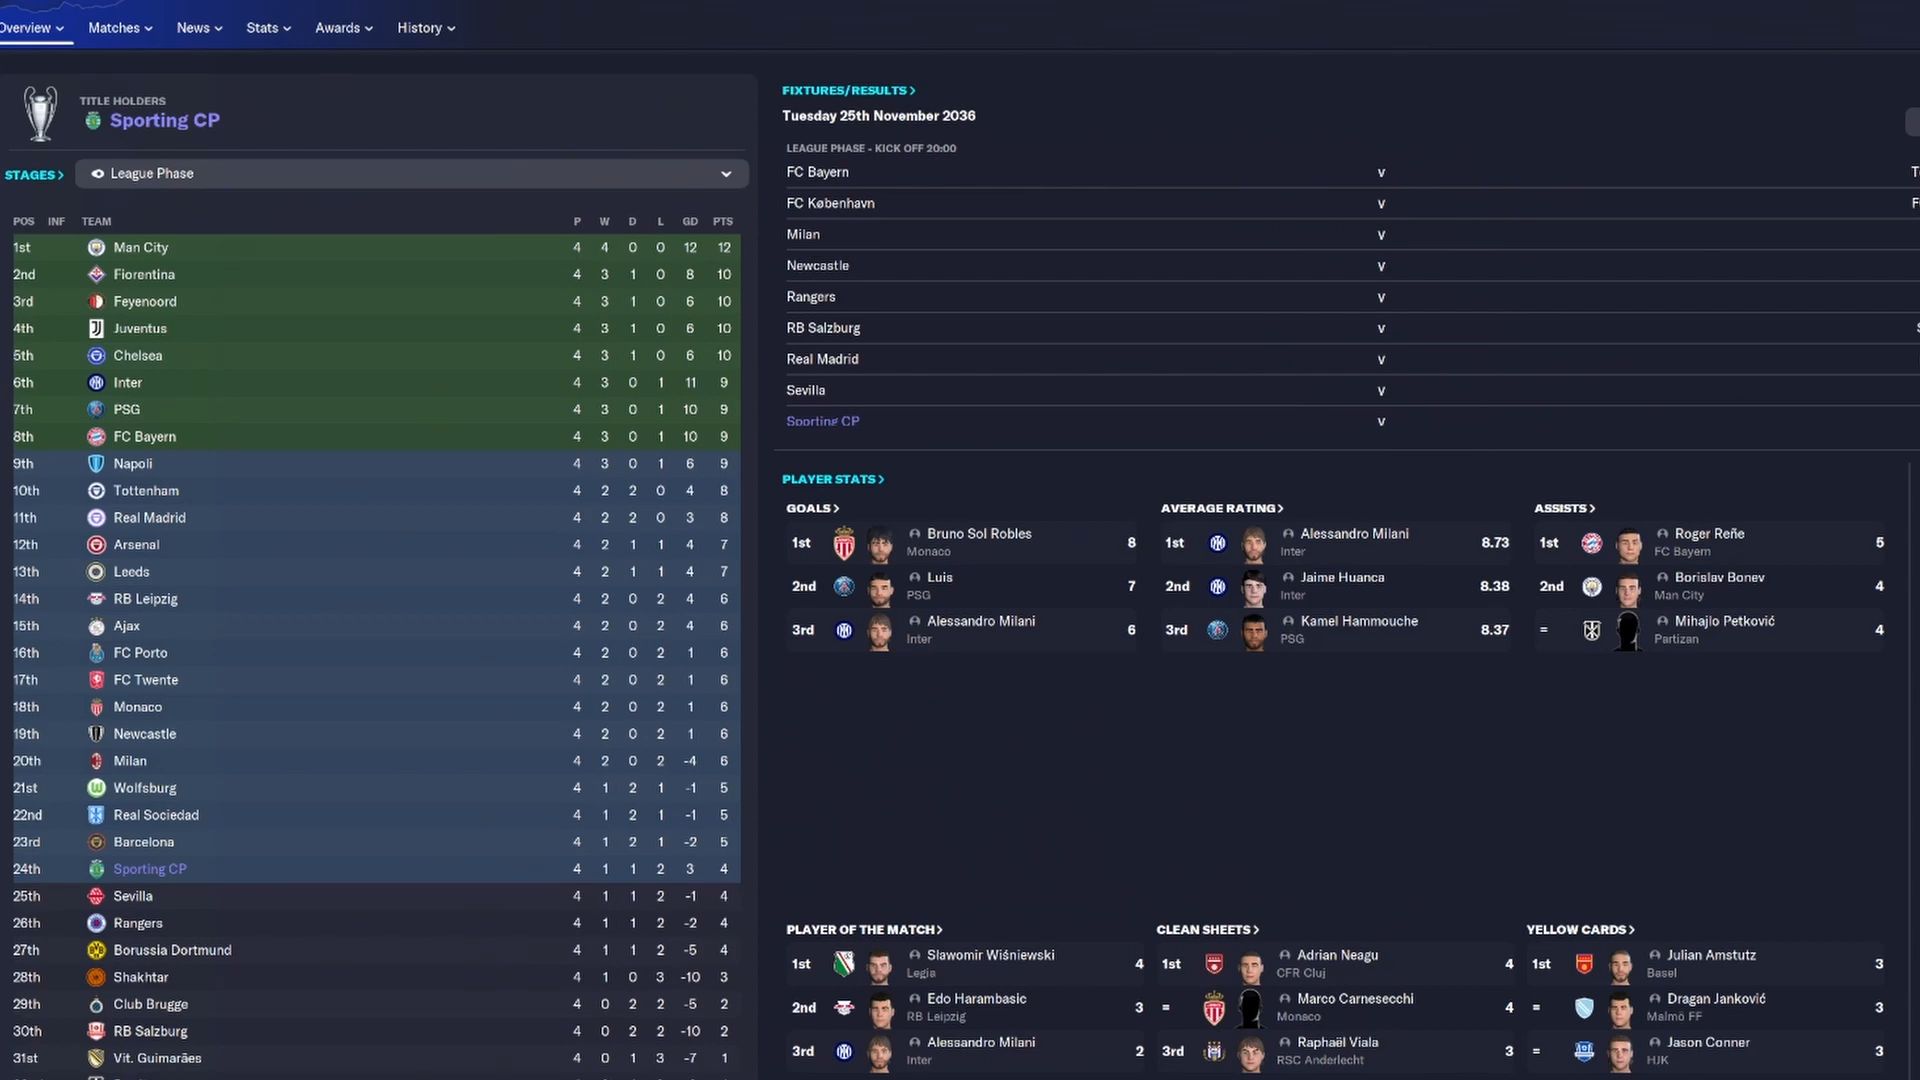 Overview Matches News Stats Awards History
TITLE HOLDERS
Sporting CP
STAGES> League Phase
POS INF TEAM P W D L GD PTS
1st Man City 4 4 0 0 12 12
2nd Fiorentina 4 3 1 0 8 10
3rd Feyenoord 4 3 1 0 6 10
4th Juventus 4 3 1 0 6 10
5th Chelsea 4 3 1 0 6 10
6th Inter 4 3 0 1 11 9
7th PSG 4 3 0 1 10 9
8th FC Bayern 4 3 0 1 10 9
9th Napoli 4 3 0 1 6 9
10th Tottenham 4 2 2 0 4 8
11th Real Madrid 4 2 2 0 3 8
12th Arsenal 4 2 1 1 4 7
13th Leeds 4 2 1 1 4 7
14th RB Leipzig 4 2 0 2 4 6
15th Ajax 4 2 0 2 4 6
16th FC Porto 4 2 0 2 1 6
17th FC Twente 4 2 0 2 1 6
18th Monaco 4 2 0 2 1 6
19th Newcastle 4 2 0 2 1 6
20th Milan 4 2 0 2 -4 6
21st Wolfsburg 4 1 2 1 -1 5
22nd Real Sociedad 4 1 2 1 -1 5
23rd Barcelona 4 1 2 1 -2 5
24th Sporting CP 4 1 1 2 3 4
25th Sevilla 4 1 1 2 -1 4
26th Rangers 4 1 1 2 -2 4
27th Borussia Dortmund 4 1 1 2 -5 4
28th Shakhtar 4 1 0 3 -10 3
29th Club Brugge 4 0 2 2 -5 2
30th RB Salzburg 4 0 2 2 -10 2
31st Vit. Guimarães 4 0 1 3 -7 1
FIXTURES/RESULTS>
Tuesday 25th November 2036
LEAGUE PHASE - KICK OFF 20:00
FC Bayern v
FC København v
Milan v
Newcastle v
Rangers v
RB Salzburg v
Real Madrid v
Sevilla v
Sporting CP v
PLAYER STATS>
GOALS>
1st Bruno Sol Robles 8
Monaco
2nd Luis 7
PSG
3rd Alessandro Milani 6
Inter
AVERAGE RATING>
1st Alessandro Milani 8.73
Inter
2nd Jaime Huanca 8.38
Inter
3rd Kamel Hammouche 8.37
PSG
ASSISTS>
1st Roger Reñe 5
FC Bayern
2nd Borislav Bonev 4
Man City
= Mihajlo Petković 4
Partizan
PLAYER OF THE MATCH>
1st Slawomir Wiśniewski 4
Legia
2nd Edo Harambasic 3
RB Leipzig
3rd Alessandro Milani 2
Inter
CLEAN SHEETS>
1st Adrian Neagu 4
CFR Cluj
= Marco Carnesecchi 4
Monaco
3rd Raphaël Viala 3
RSC Anderlecht
YELLOW CARDS>
1st Julian Amstutz 3
Basel
= Dragan Janković 3
Malmö FF
= Jason Conner 3
HJK